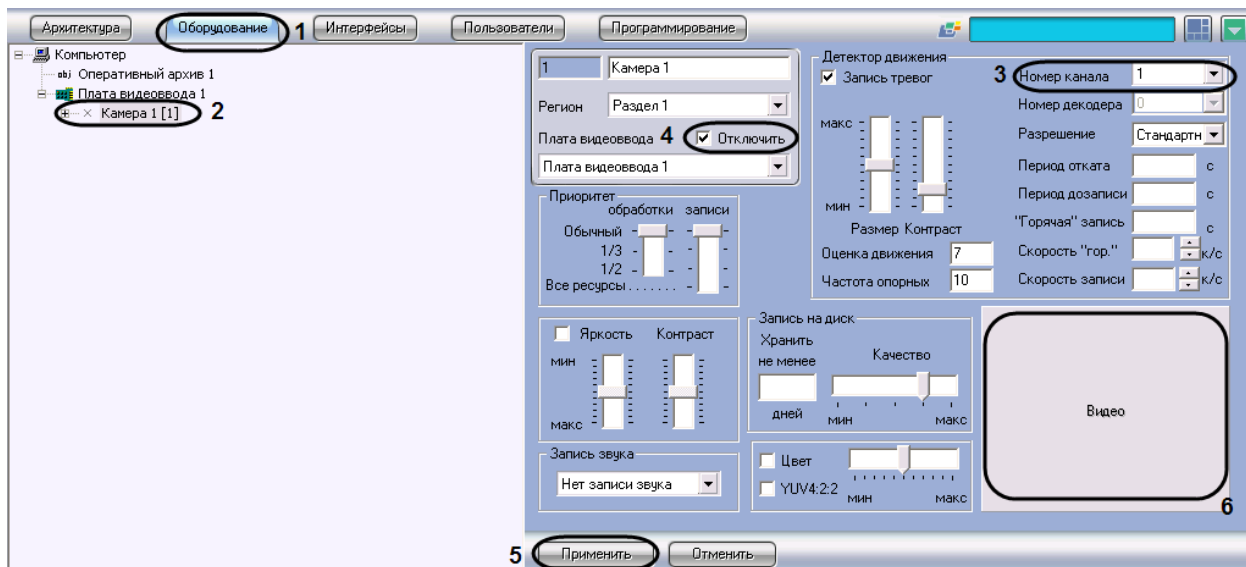 Архитектура Оборудование 1 Интерфейсы Пользователи Программирование
Компьютер
obj Оперативный архив 1
Плата видеоввода 1
Камера 1 [1] 2
1 Камера 1
Регион Раздел 1
Плата видеоввода 4 Отключить
Плата видеоввода 1
Приоритет
обработки записи
Обычный
1/3
1/2
Все ресурсы . . . . . . .
Детектор движения
Запись тревог
макс
мин
Размер Контраст
Оценка движения 7
Частота опорных 10
3 Номер канала 1
Номер декодера 0
Разрешение Стандартн
Период отката с
Период дозаписи с
"Горячая" запись с
Скорость "гор." к/с
Скорость записи к/с
Яркость Контраст
мин
макс
Запись на диск
Хранить
не менее
дней
Качество
мин макс
Видео
6
Запись звука
Нет записи звука
Цвет
YUV4:2:2
мин макс
5 Применить Отменить